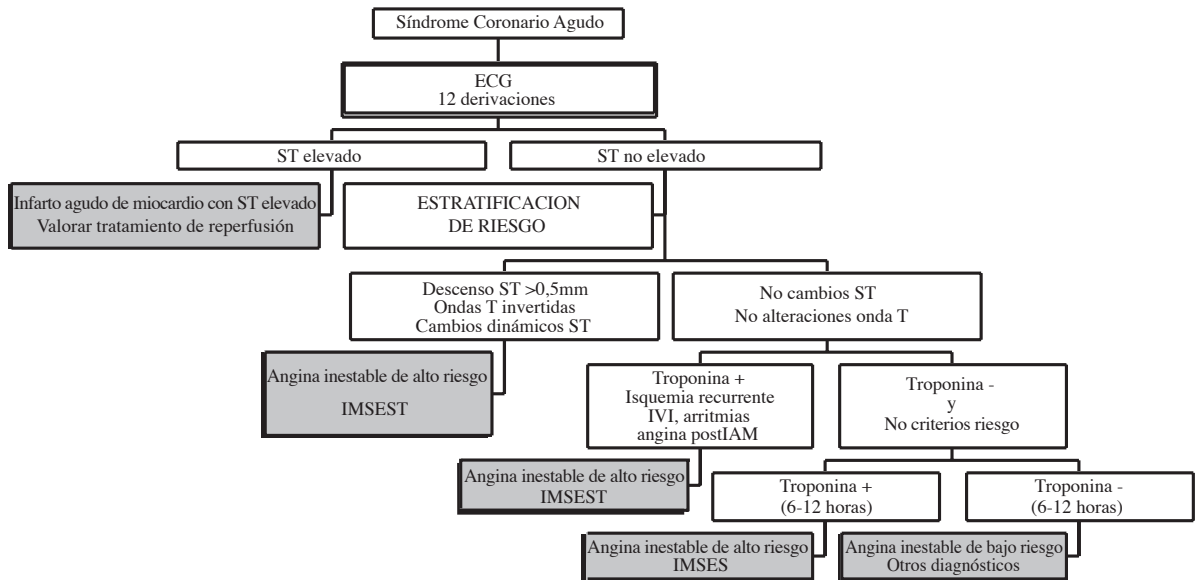 Síndrome Coronario Agudo
ECG
12 derivaciones
ST elevado
ST no elevado
Infarto agudo de miocardio con ST elevado
Valorar tratamiento de reperfusión
ESTRATIFICACION
DE RIESGO
Descenso ST >0,5mm
Ondas T invertidas
Cambios dinámicos ST
No cambios ST
No alteraciones onda T
Angina inestable de alto riesgo
IMSEST
Troponina +
Isquemia recurrente
IVI, arritmias
angina postIAM
Troponina -
y
No criterios riesgo
Angina inestable de alto riesgo
IMSEST
Troponina +
(6-12 horas)
Troponina -
(6-12 horas)
Angina inestable de alto riesgo
IMSES
Angina inestable de bajo riesgo
Otros diagnósticos